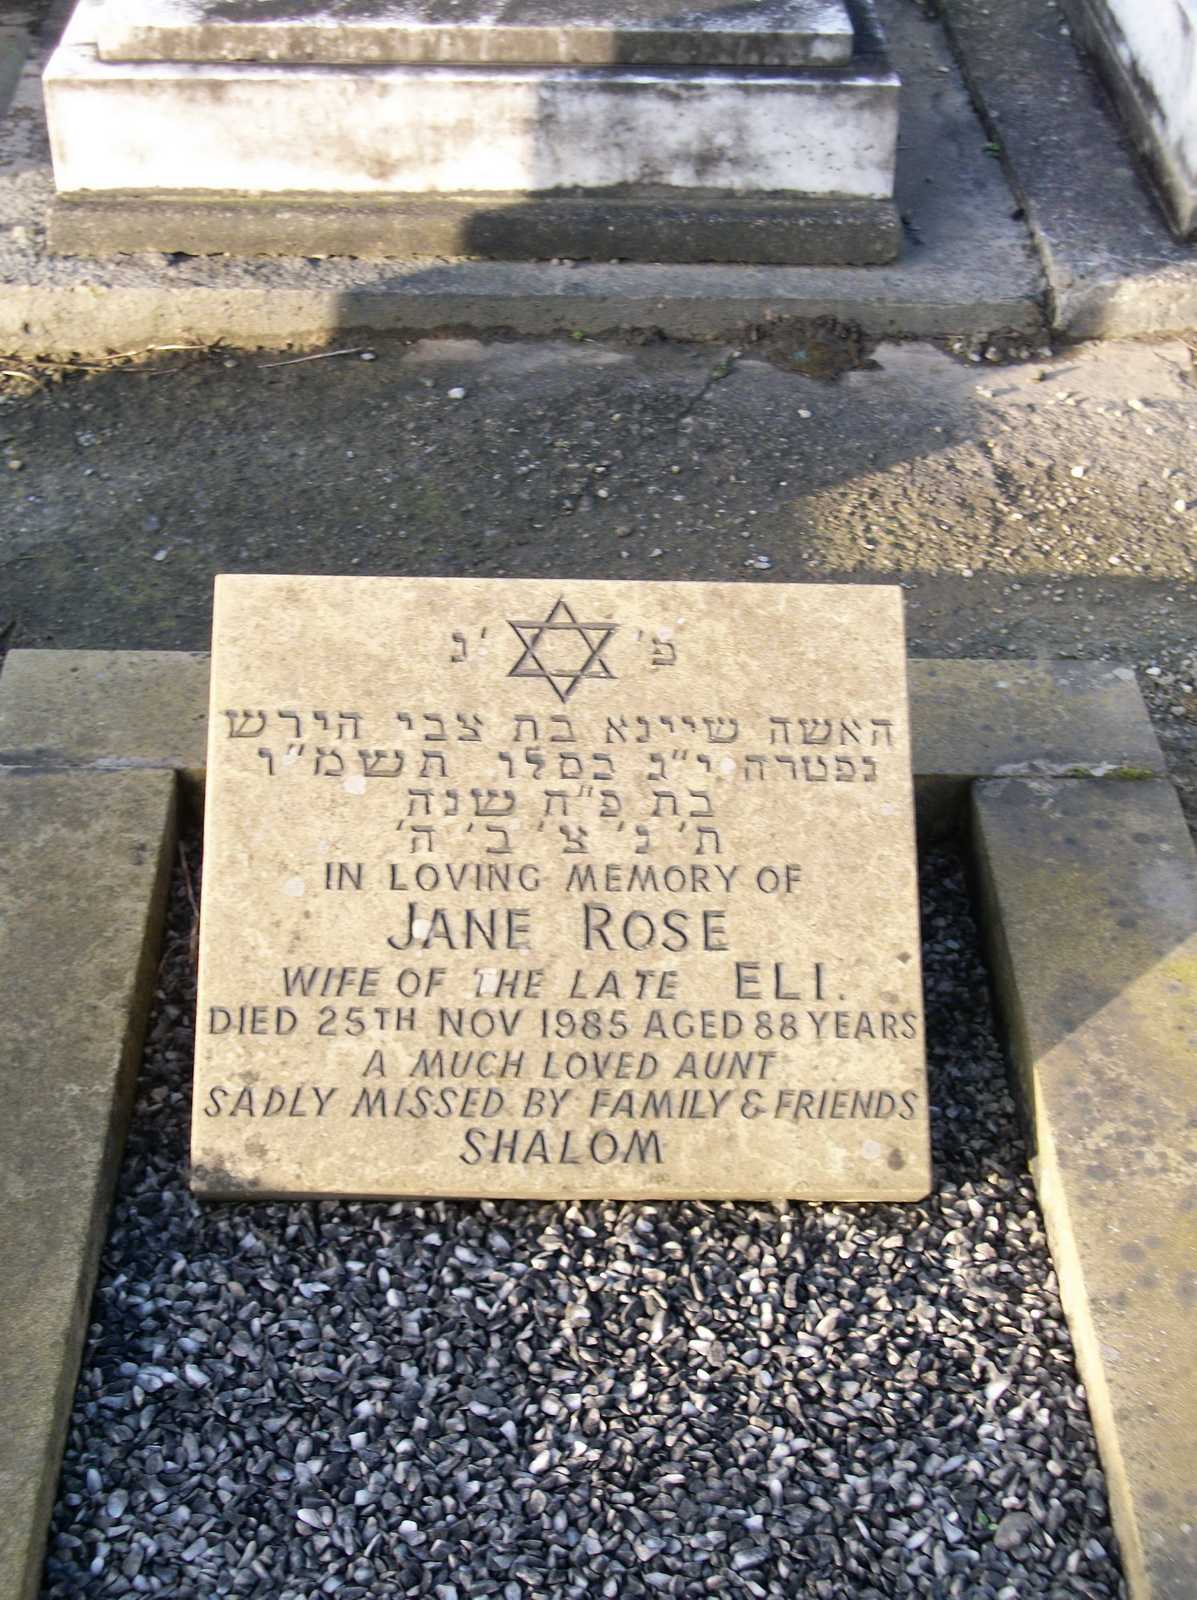 פ' נ'
האשה שיינא בת צבי הירש
נפטרה י"ג כסלו תשמ"ו
בת פ"ח שנה
ת' נ' צ' ב' ה'
IN LOVING MEMORY OF
JANE ROSE
WIFE OF THE LATE ELI.
DIED 25TH NOV 1985 AGED 88 YEARS
A MUCH LOVED AUNT
SADLY MISSED BY FAMILY & FRIENDS
SHALOM